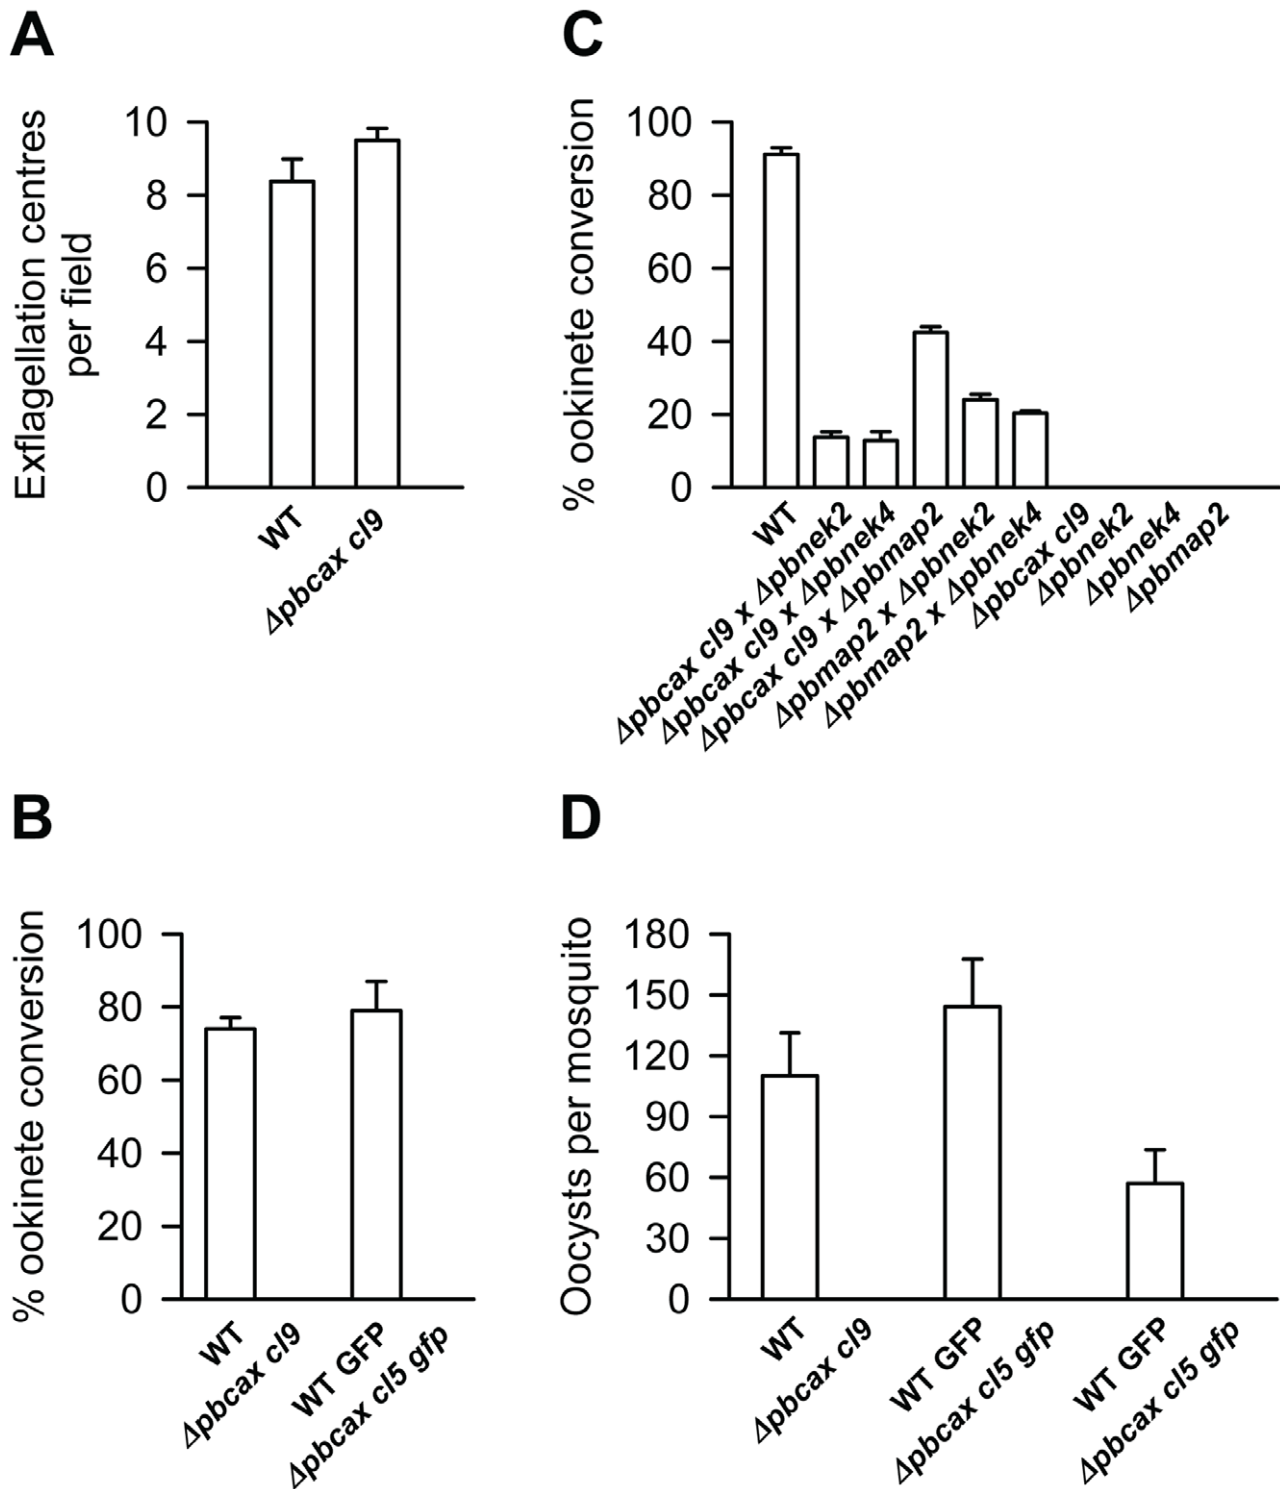 A
Exflagellation centres
per field
10
8
6
4
2
0
WT
Δpbcax cl9
C
% ookinete conversion
100
80
60
40
20
0
WT
Δpbcax cl9 x Δpbnek2
Δpbcax cl9 x Δpbnek4
Δpbcax cl9 x Δpbmap2
Δpbmap2 x Δpbnek2
Δpbmap2 x Δpbnek4
Δpbcax cl9
Δpbnek2
Δpbnek4
Δpbmap2
B
% ookinete conversion
100
80
60
40
20
0
WT
Δpbcax cl9
WT GFP
Δpbcax cl5 gfp
D
Oocysts per mosquito
180
150
120
90
60
30
0
WT
Δpbcax cl9
WT GFP
Δpbcax cl5 gfp
WT GFP
Δpbcax cl5 gfp